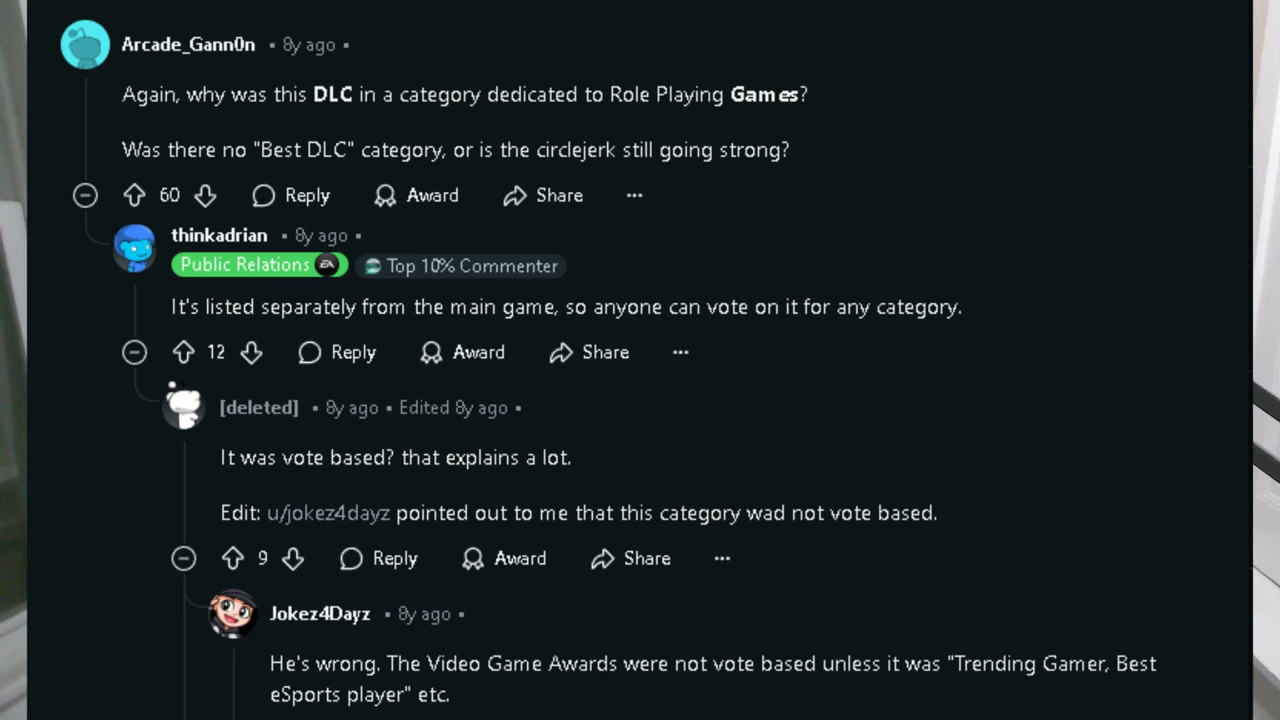 Arcade_Gann0n • 8y ago •
Again, why was this DLC in a category dedicated to Role Playing Games?
Was there no "Best DLC" category, or is the circlejerk still going strong?
60 Reply Award Share ...
thinkadrian • 8y ago •
Public Relations EA Top 10% Commenter
It's listed separately from the main game, so anyone can vote on it for any category.
12 Reply Award Share ...
[deleted] • 8y ago • Edited 8y ago •
It was vote based? that explains a lot.
Edit: u/jokez4dayz pointed out to me that this category wad not vote based.
9 Reply Award Share ...
Jokez4Dayz • 8y ago •
He's wrong. The Video Game Awards were not vote based unless it was "Trending Gamer, Best
eSports player" etc.